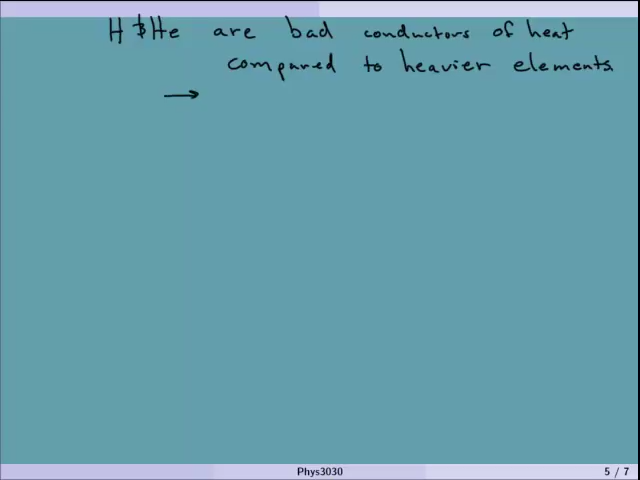 H & He are bad conductors of heat
compared to heavier elements.
→
Phys3030
5 / 7